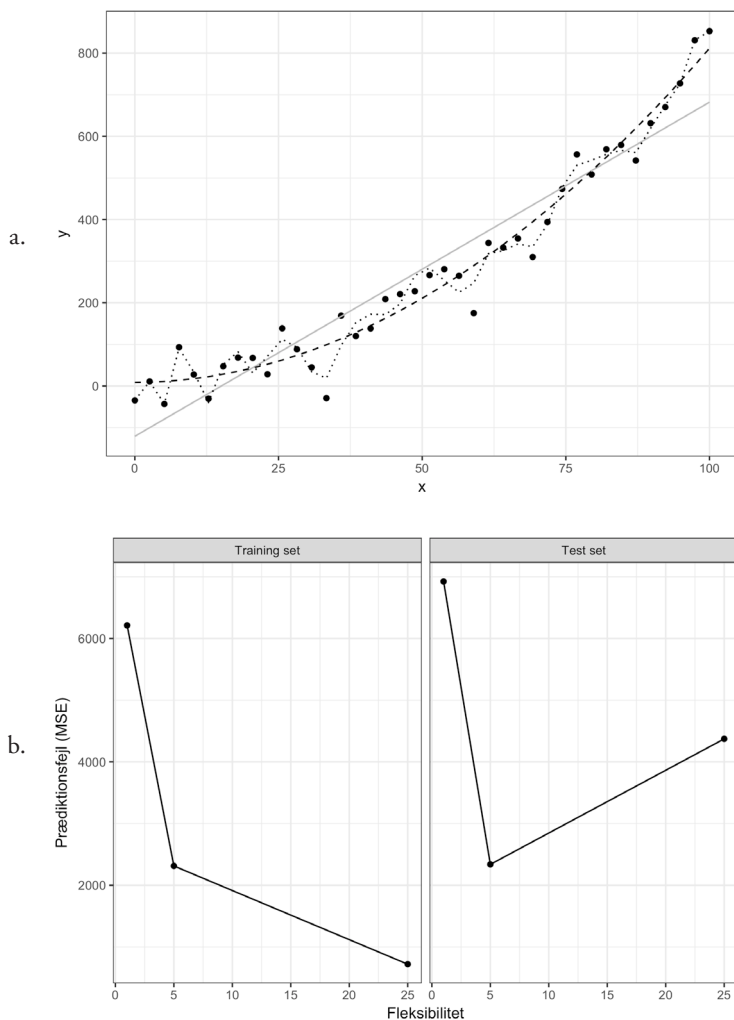 a.
y
800
600
400
200
0
0 25 50 75 100
x
b.
Training set Test set
Prædiktionsfejl (MSE)
6000
4000
2000
0 5 10 15 20 25 0 5 10 15 20 25
Fleksibilitet